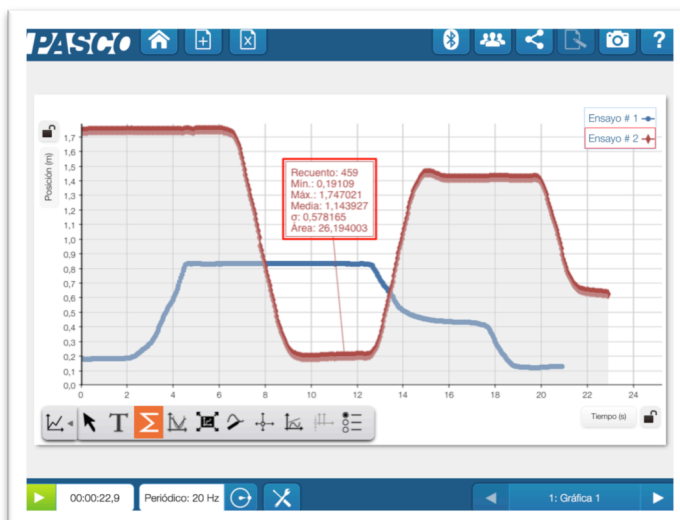 PASCO
?
Ensayo # 1
Ensayo # 2
Posición (m)
1,7
1,6
1,5
1,4
1,3
1,2
1,1
1,0
0,9
0,8
0,7
0,6
0,5
0,4
0,3
0,2
0,1
0,0
Recuento: 459
Mín.: 0,19109
Máx.: 1,747021
Media: 1,143927
σ: 0,578165
Área: 26,194003
0 2 4 6 8 10 12 14 16 18 20 22 24
Tiempo (s)
T Σ
00:00:22,9 Periódico: 20 Hz 1: Gráfica 1